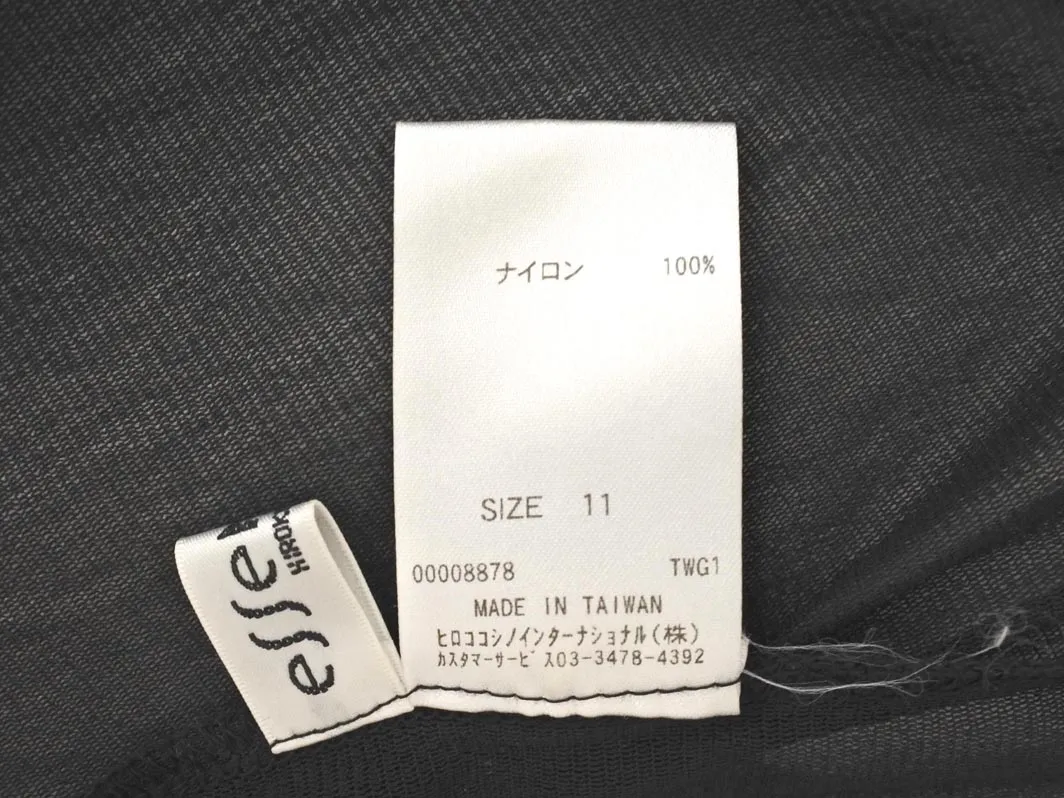 ナイロン 100%
SIZE 11
00008878 TWG1
MADE IN TAIWAN
ヒロココシノインターナショナル(株)
カスタマーサービス03-3478-4392
esse